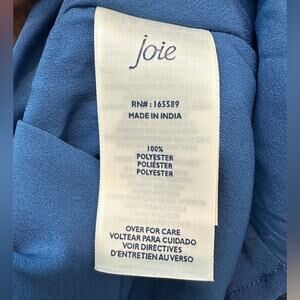 joie
RN#: 165589
MADE IN INDIA
100%
POLYESTER
POLIÉSTER
POLYESTER
OVER FOR CARE
VOLTEAR PARA CUIDADO
VOIR DIRECTIVES
D'ENTRETIEN AU VERSO